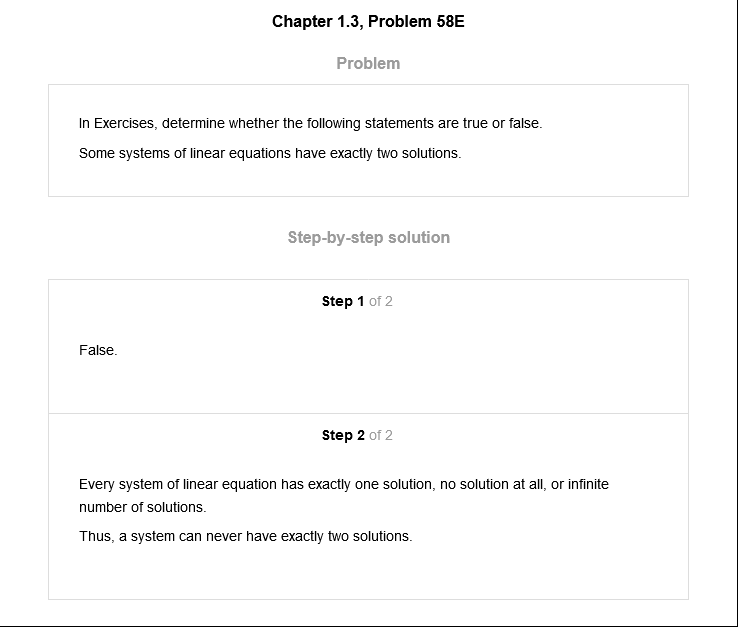 Chapter 1.3, Problem 58E
Problem
In Exercises, determine whether the following statements are true or false.
Some systems of linear equations have exactly two solutions.
Step-by-step solution
Step 1 of 2
False.
Step 2 of 2
Every system of linear equation has exactly one solution, no solution at all, or infinite
number of solutions.
Thus, a system can never have exactly two solutions.